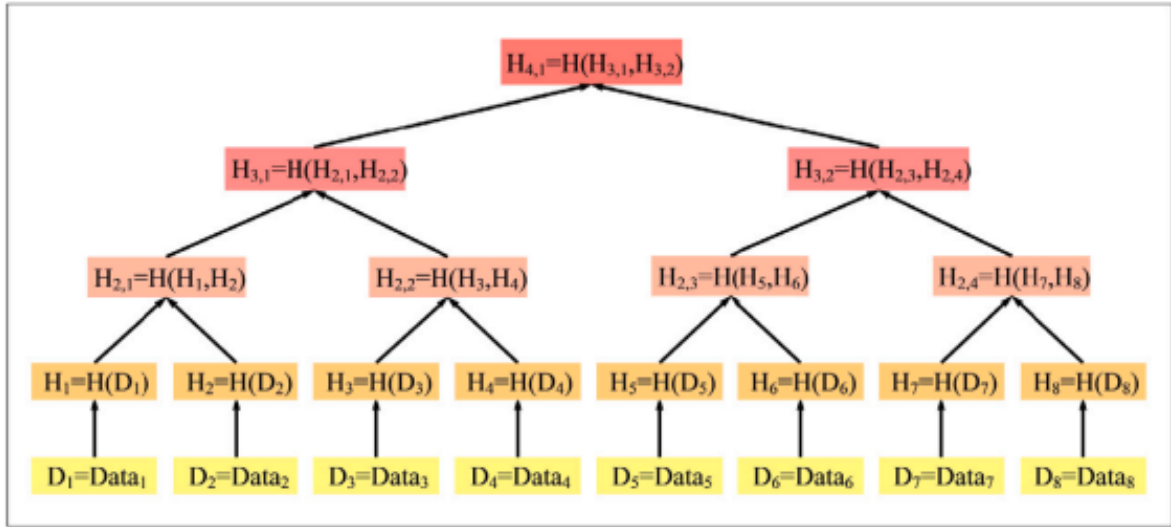 H₄,₁=H(H₃,₁,H₃,₂)
H₃,₁=H(H₂,₁,H₂,₂) H₃,₂=H(H₂,₃,H₂,₄)
H₂,₁=H(H₁,H₂) H₂,₂=H(H₃,H₄) H₂,₃=H(H₅,H₆) H₂,₄=H(H₇,H₈)
H₁=H(D₁) H₂=H(D₂) H₃=H(D₃) H₄=H(D₄) H₅=H(D₅) H₆=H(D₆) H₇=H(D₇) H₈=H(D₈)
D₁=Data₁ D₂=Data₂ D₃=Data₃ D₄=Data₄ D₅=Data₅ D₆=Data₆ D₇=Data₇ D₈=Data₈